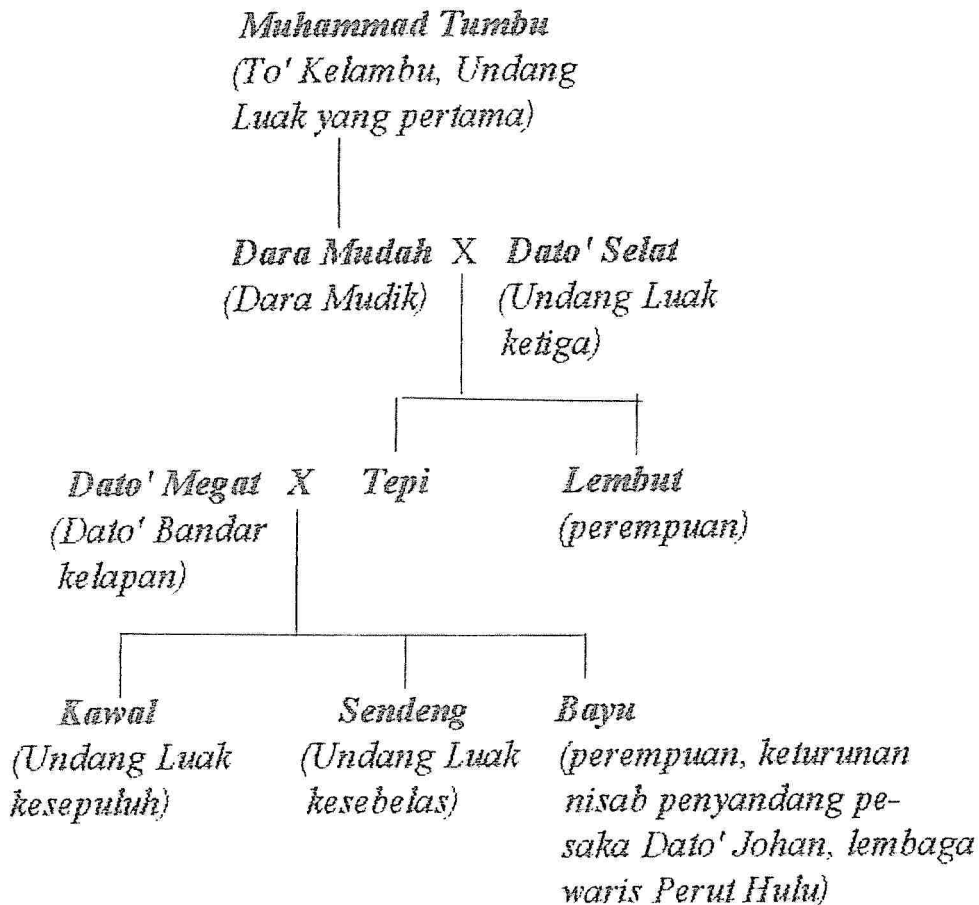 Muhammad Tumbu
(To' Kelambu, Undang
Luak yang pertama)
Dara Mudah X Dato' Selat
(Dara Mudik) (Undang Luak
ketiga)
Dato' Megat X Tepi Lembut
(Dato' Bandar (perempuan)
kelapan)
Kawal Sendeng Bayu
(Undang Luak (Undang Luak (perempuan, keturunan
kesepuluh) kesebelas) nisab penyandang pe-
saka Dato' Johan, lembaga
waris Perut Hulu)